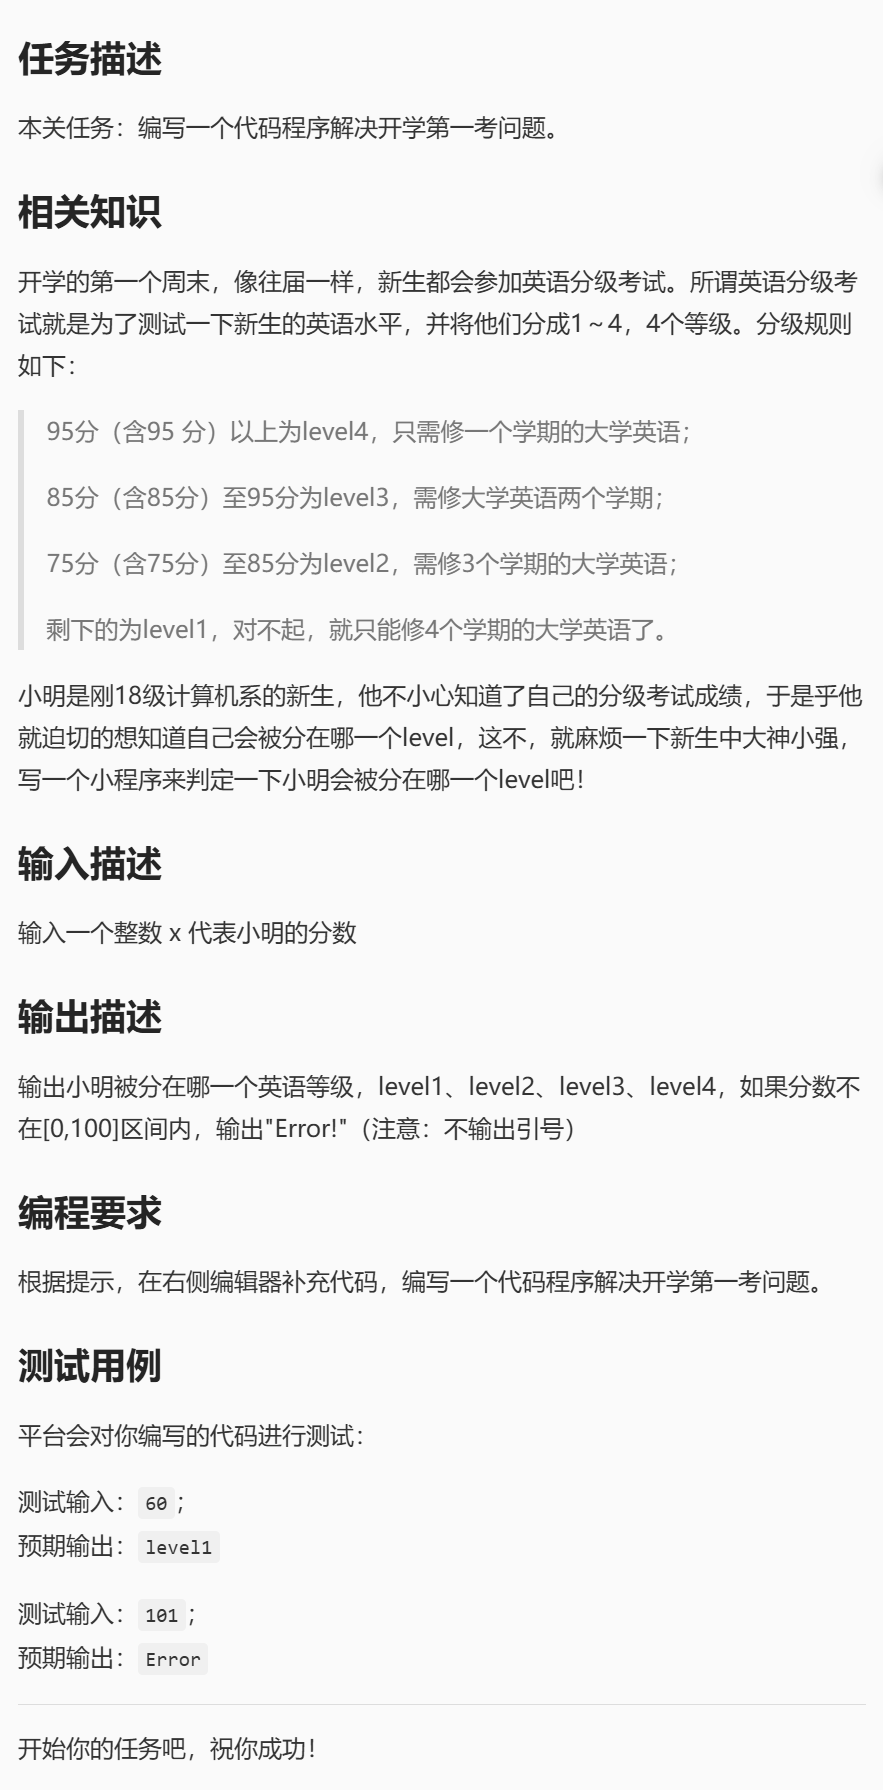 任务描述
本关任务：编写一个代码程序解决开学第一考问题。
相关知识
开学的第一个周末，像往届一样，新生都会参加英语分级考试。所谓英语分级考
试就是为了测试一下新生的英语水平，并将他们分成1～4，4个等级。分级规则
如下：
95分（含95 分）以上为level4，只需修一个学期的大学英语；
85分（含85分）至95分为level3，需修大学英语两个学期；
75分（含75分）至85分为level2，需修3个学期的大学英语；
剩下的为level1，对不起，就只能修4个学期的大学英语了。
小明是刚18级计算机系的新生，他不小心知道了自己的分级考试成绩，于是乎他
就迫切的想知道自己会被分在哪一个level，这不，就麻烦一下新生中大神小强，
写一个小程序来判定一下小明会被分在哪一个level吧！
输入描述
输入一个整数 x 代表小明的分数
输出描述
输出小明被分在哪一个英语等级，level1、level2、level3、level4，如果分数不
在[0,100]区间内，输出"Error!"（注意：不输出引号）
编程要求
根据提示，在右侧编辑器补充代码，编写一个代码程序解决开学第一考问题。
测试用例
平台会对你编写的代码进行测试：
测试输入：60；
预期输出：level1
测试输入：101；
预期输出：Error
开始你的任务吧，祝你成功！